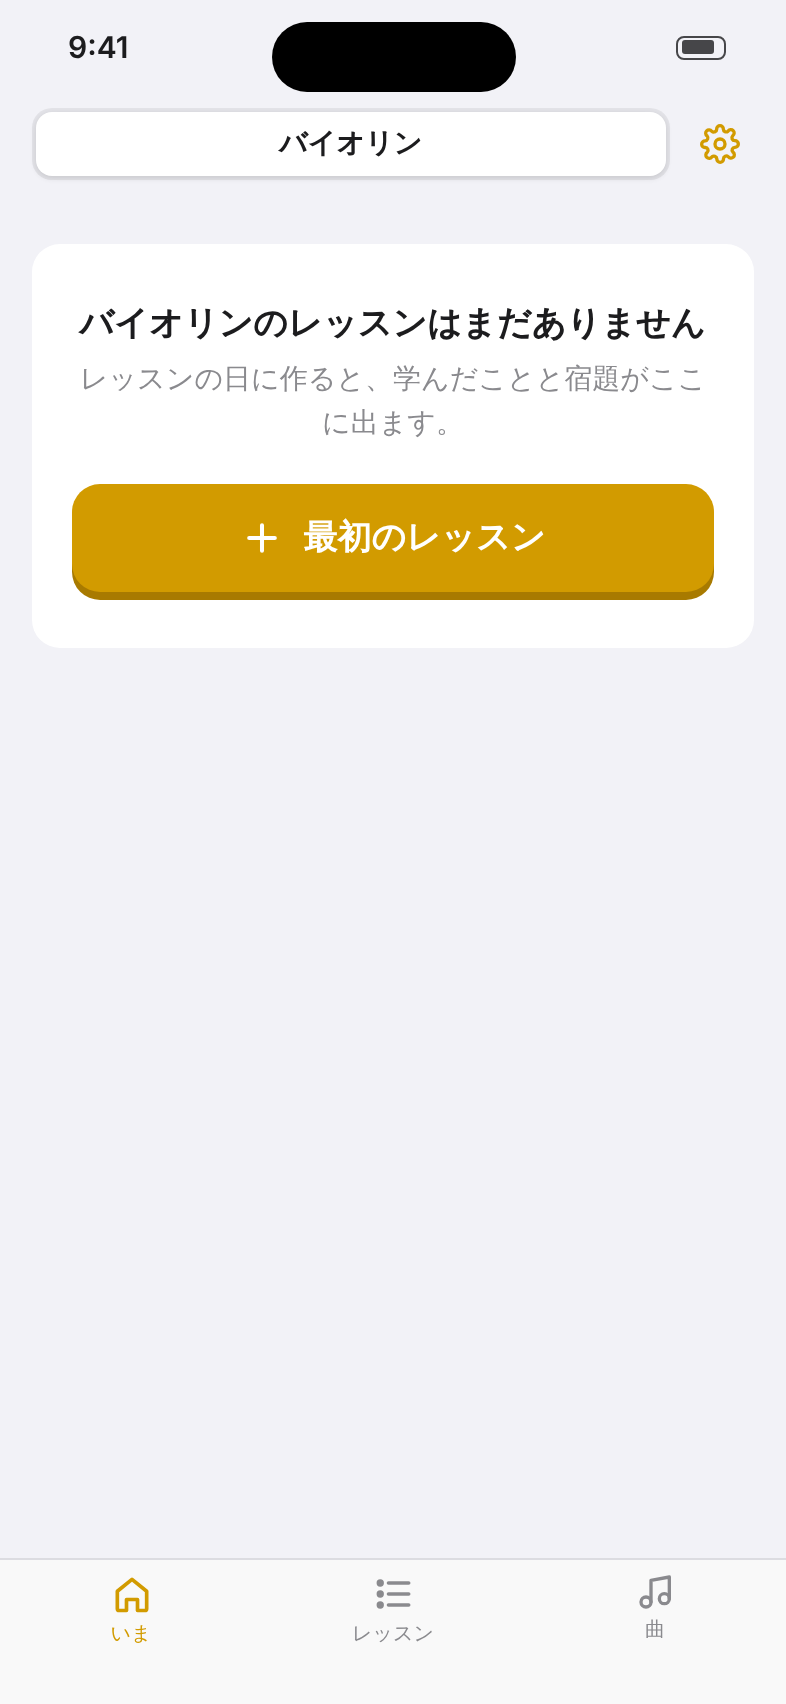 9:41
バイオリン
バイオリンのレッスンはまだありません
レッスンの日に作ると、学んだことと宿題がここ
に出ます。
最初のレッスン
いま
レッスン
曲